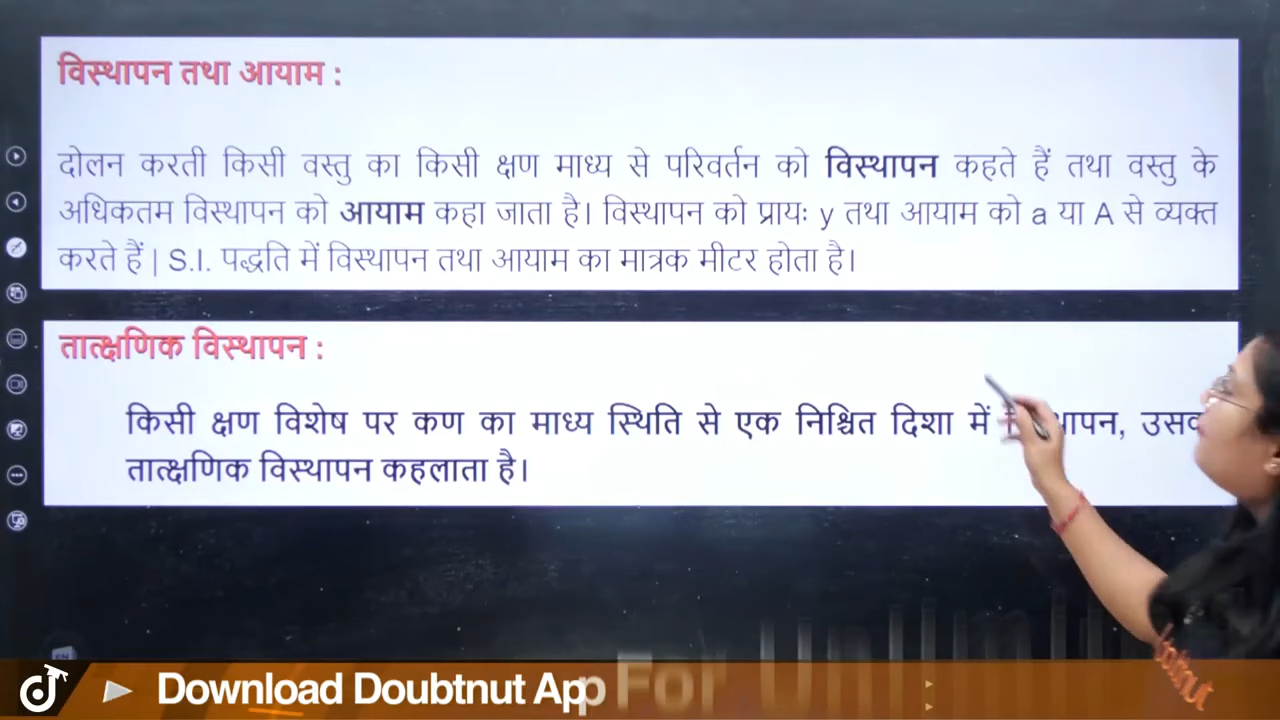 विस्थापन तथा आयाम :
दोलन करती किसी वस्तु का किसी क्षण माध्य से परिवर्तन को विस्थापन कहते हैं तथा वस्तु के
अधिकतम विस्थापन को आयाम कहा जाता है। विस्थापन को प्रायः y तथा आयाम को a या A से व्यक्त
करते हैं | S.I. पद्धति में विस्थापन तथा आयाम का मात्रक मीटर होता है।
तात्क्षणिक विस्थापन :
किसी क्षण विशेष पर कण का माध्य स्थिति से एक निश्चित दिशा में
तात्क्षणिक विस्थापन कहलाता है।
Download Doubtnut App For